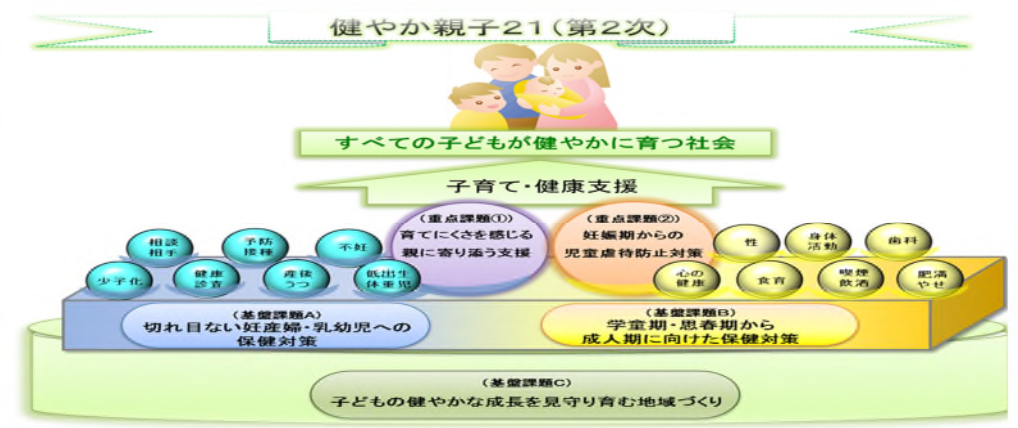 健やか親子21(第2次)
すべての子どもが健やかに育つ社会
子育て・健康支援
(重点課題①)
育てにくさを感じる
親に寄り添う支援
(重点課題②)
妊娠期からの
児童虐待防止対策
相談
相手
予防
接種
不妊
少子化
健康
診査
産後
うつ
低出生
体重児
性
身体
活動
歯科
心の
健康
食育
喫煙
飲酒
肥満
やせ
(基盤課題A)
切れ目ない妊産婦・乳幼児への
保健対策
(基盤課題B)
学童期・思春期から
成人期に向けた保健対策
(基盤課題C)
子どもの健やかな成長を見守り育む地域づくり